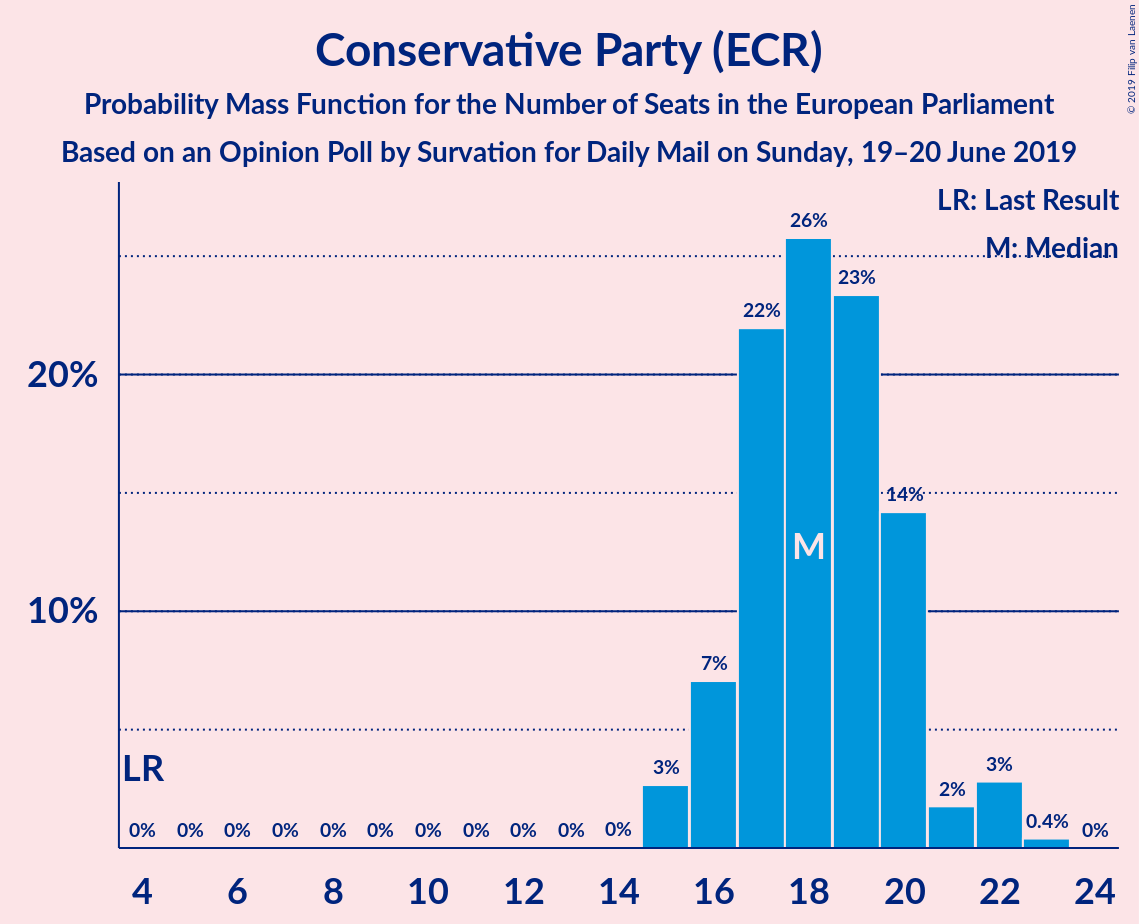 Conservative Party (ECR)
Probability Mass Function for the Number of Seats in the European Parliament
Based on an Opinion Poll by Survation for Daily Mail on Sunday, 19–20 June 2019
© 2019 Filip van Laenen
LR: Last Result
M: Median
20%
10%
LR
M
0% 0% 0% 0% 0% 0% 0% 0% 0% 0% 0% 3% 7% 22% 26% 23% 14% 2% 3% 0.4% 0%
4 6 8 10 12 14 16 18 20 22 24